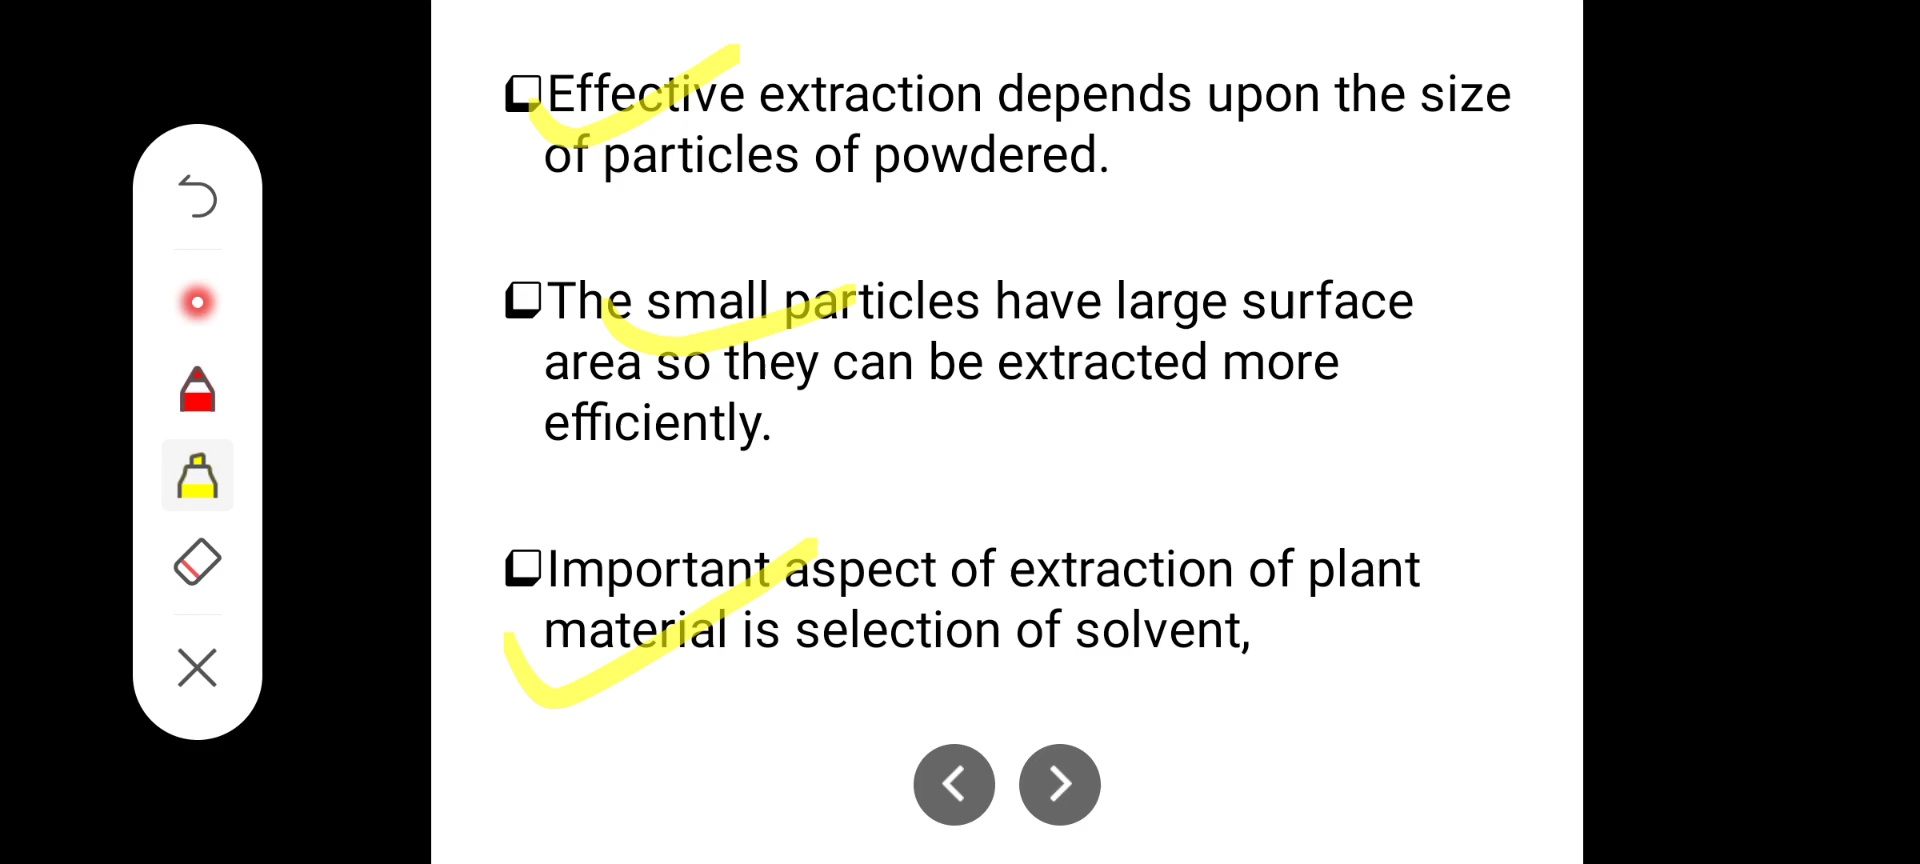 ❑Effective extraction depends upon the size
of particles of powdered.
❑The small particles have large surface
area so they can be extracted more
efficiently.
❑Important aspect of extraction of plant
material is selection of solvent,